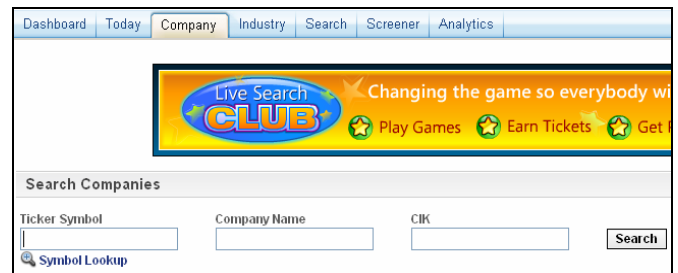 Dashboard Today Company Industry Search Screener Analytics
Live Search
CLUB
Changing the game so everybody
Play Games Earn Tickets Get
Search Companies
Ticker Symbol Company Name CIK
Search
Symbol Lookup